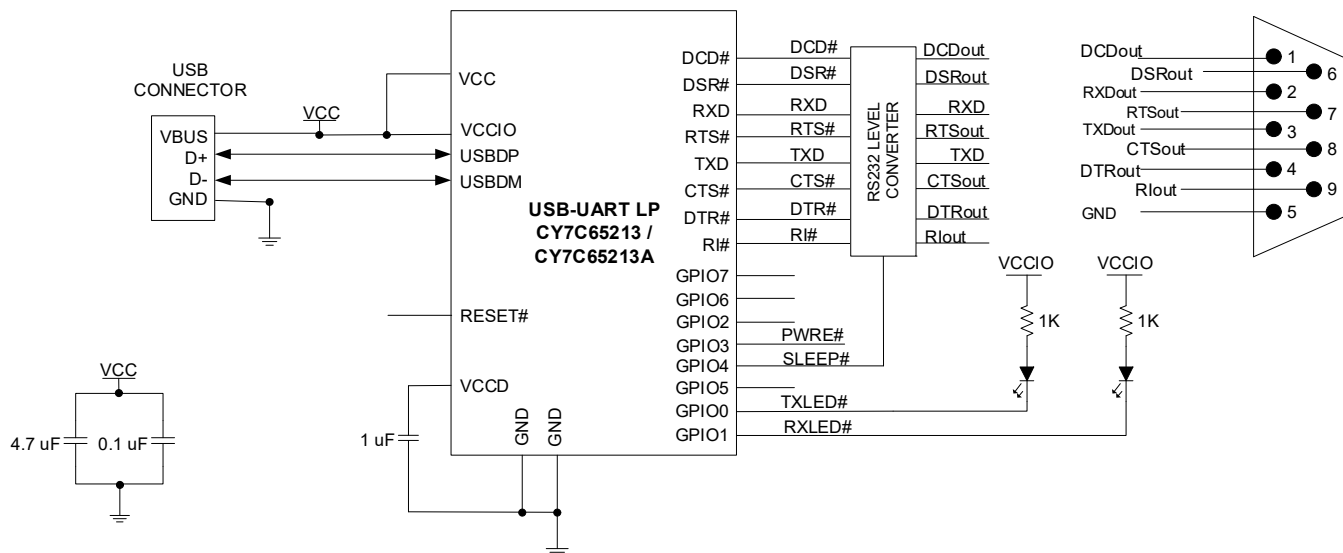 USB
CONNECTOR
VBUS
D+
D-
GND
VCC
VCC
VCCIO
USBDP
USBDM
RESET#
VCCD
GND
GND
USB-UART LP
CY7C65213 /
CY7C65213A
DCD#
DSR#
RXD
RTS#
TXD
CTS#
DTR#
RI#
GPIO7
GPIO6
GPIO2
GPIO3
GPIO4
GPIO5
GPIO0
GPIO1
DCD#
DSR#
RXD
RTS#
TXD
CTS#
DTR#
RI#
PWRE#
SLEEP#
TXLED#
RXLED#
RS232 LEVEL
CONVERTER
DCDout
DSRout
RXD
RTSout
TXD
CTSout
DTRout
RIout
DCDout
DSRout
RXDout
RTSout
TXDout
CTSout
DTRout
RIout
GND
1
6
2
7
3
8
4
9
5
VCCIO
1K
VCCIO
1K
VCC
4.7 uF
0.1 uF
1 uF